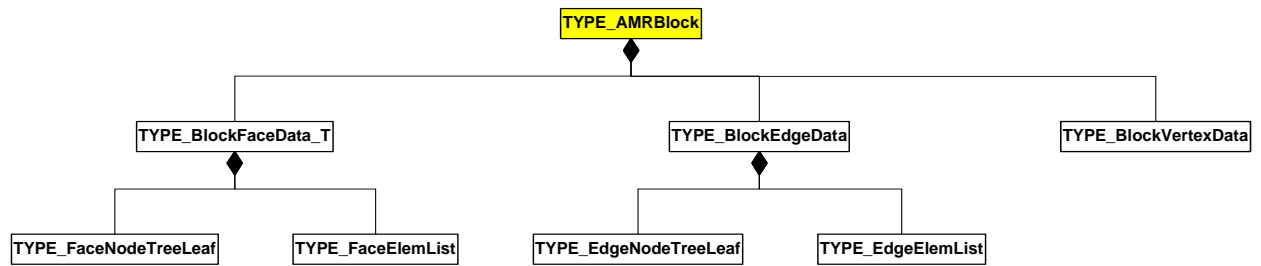 TYPE_AMRBlock
TYPE_BlockFaceData_T
TYPE_BlockEdgeData
TYPE_BlockVertexData
TYPE_FaceNodeTreeLeaf
TYPE_FaceElemList
TYPE_EdgeNodeTreeLeaf
TYPE_EdgeElemList